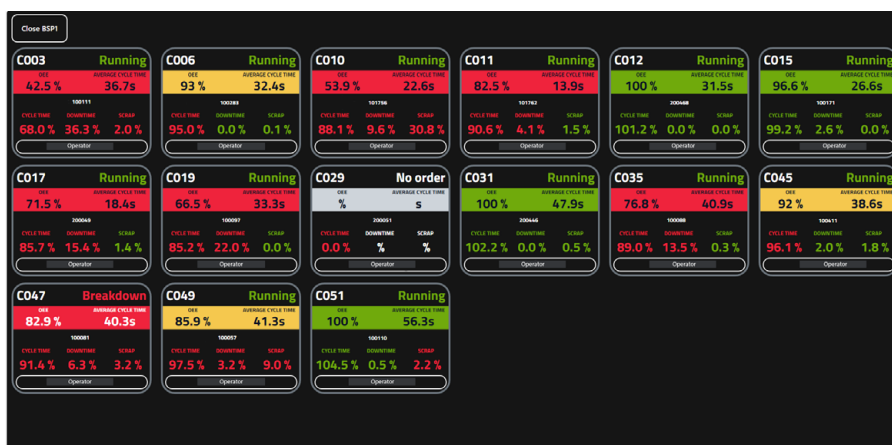 Close BSP1
C003 Running
OEE AVERAGE CYCLE TIME
42.5 % 36.7s
100111
CYCLE TIME DOWNTIME SCRAP
68.0 % 36.3 % 2.0 %
Operator
C006 Running
OEE AVERAGE CYCLE TIME
93 % 32.4s
100283
CYCLE TIME DOWNTIME SCRAP
95.0 % 0.0 % 0.1 %
Operator
C010 Running
OEE AVERAGE CYCLE TIME
53.9 % 22.6s
101756
CYCLE TIME DOWNTIME SCRAP
88.1 % 9.6 % 30.8 %
Operator
C011 Running
OEE AVERAGE CYCLE TIME
82.5 % 13.9s
101762
CYCLE TIME DOWNTIME SCRAP
90.6 % 4.1 % 1.5 %
Operator
C012 Running
OEE AVERAGE CYCLE TIME
100 % 31.5s
200468
CYCLE TIME DOWNTIME SCRAP
101.2 % 0.0 % 0.0 %
Operator
C015 Running
OEE AVERAGE CYCLE TIME
96.6 % 26.6s
100171
CYCLE TIME DOWNTIME SCRAP
99.2 % 2.6 % 0.0 %
Operator
C017 Running
OEE AVERAGE CYCLE TIME
71.5 % 18.4s
200049
CYCLE TIME DOWNTIME SCRAP
85.7 % 15.4 % 1.4 %
Operator
C019 Running
OEE AVERAGE CYCLE TIME
66.5 % 33.3s
100097
CYCLE TIME DOWNTIME SCRAP
85.2 % 22.0 % 0.0 %
Operator
C029 No order
OEE AVERAGE CYCLE TIME
% s
200051
CYCLE TIME DOWNTIME SCRAP
0.0 % % %
Operator
C031 Running
OEE AVERAGE CYCLE TIME
100 % 47.9s
200446
CYCLE TIME DOWNTIME SCRAP
102.2 % 0.0 % 0.5 %
Operator
C035 Running
OEE AVERAGE CYCLE TIME
76.8 % 40.9s
100088
CYCLE TIME DOWNTIME SCRAP
89.0 % 13.5 % 0.3 %
Operator
C045 Running
OEE AVERAGE CYCLE TIME
92 % 38.6s
100411
CYCLE TIME DOWNTIME SCRAP
96.1 % 2.0 % 1.8 %
Operator
C047 Breakdown
OEE AVERAGE CYCLE TIME
82.9 % 40.3s
100081
CYCLE TIME DOWNTIME SCRAP
91.4 % 6.3 % 3.2 %
Operator
C049 Running
OEE AVERAGE CYCLE TIME
85.9 % 41.3s
100057
CYCLE TIME DOWNTIME SCRAP
97.5 % 3.2 % 9.0 %
Operator
C051 Running
OEE AVERAGE CYCLE TIME
100 % 56.3s
100110
CYCLE TIME DOWNTIME SCRAP
104.5 % 0.5 % 2.2 %
Operator